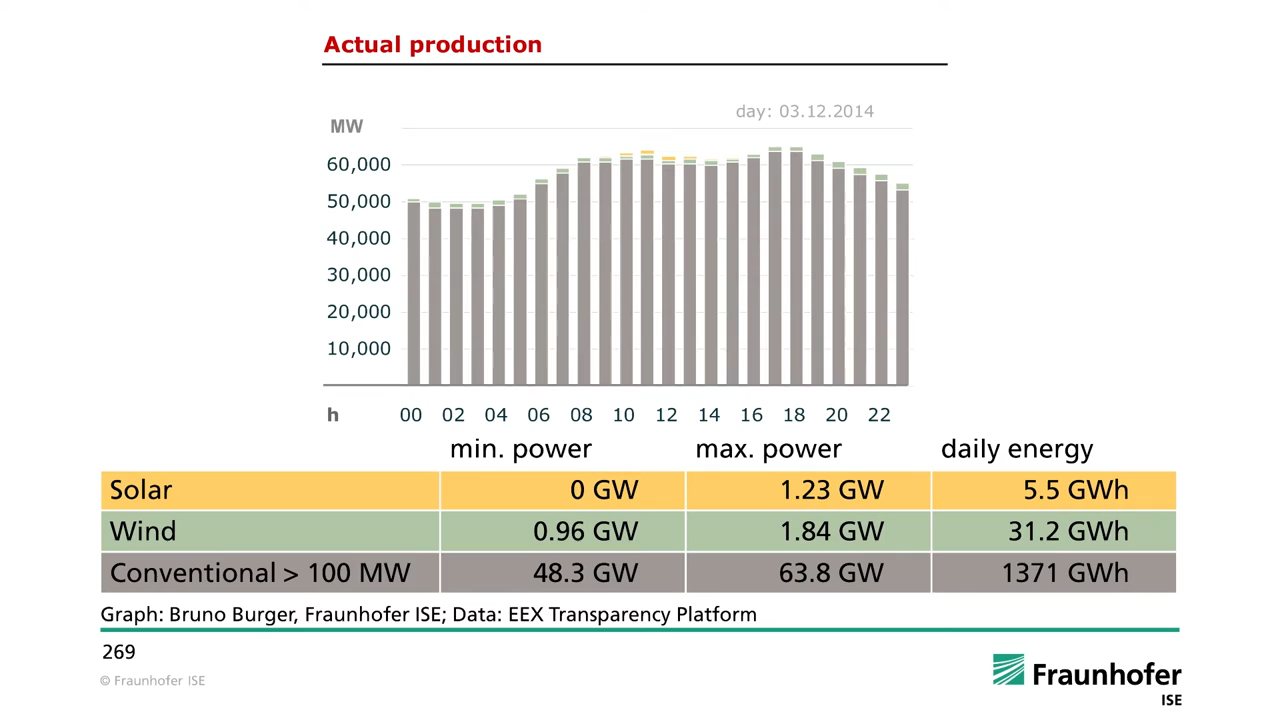 Actual production
day: 03.12.2014
MW
60,000
50,000
40,000
30,000
20,000
10,000
h 00 02 04 06 08 10 12 14 16 18 20 22
min. power max. power daily energy
Solar 0 GW 1.23 GW 5.5 GWh
Wind 0.96 GW 1.84 GW 31.2 GWh
Conventional > 100 MW 48.3 GW 63.8 GW 1371 GWh
Graph: Bruno Burger, Fraunhofer ISE; Data: EEX Transparency Platform
269
© Fraunhofer ISE
Fraunhofer
ISE